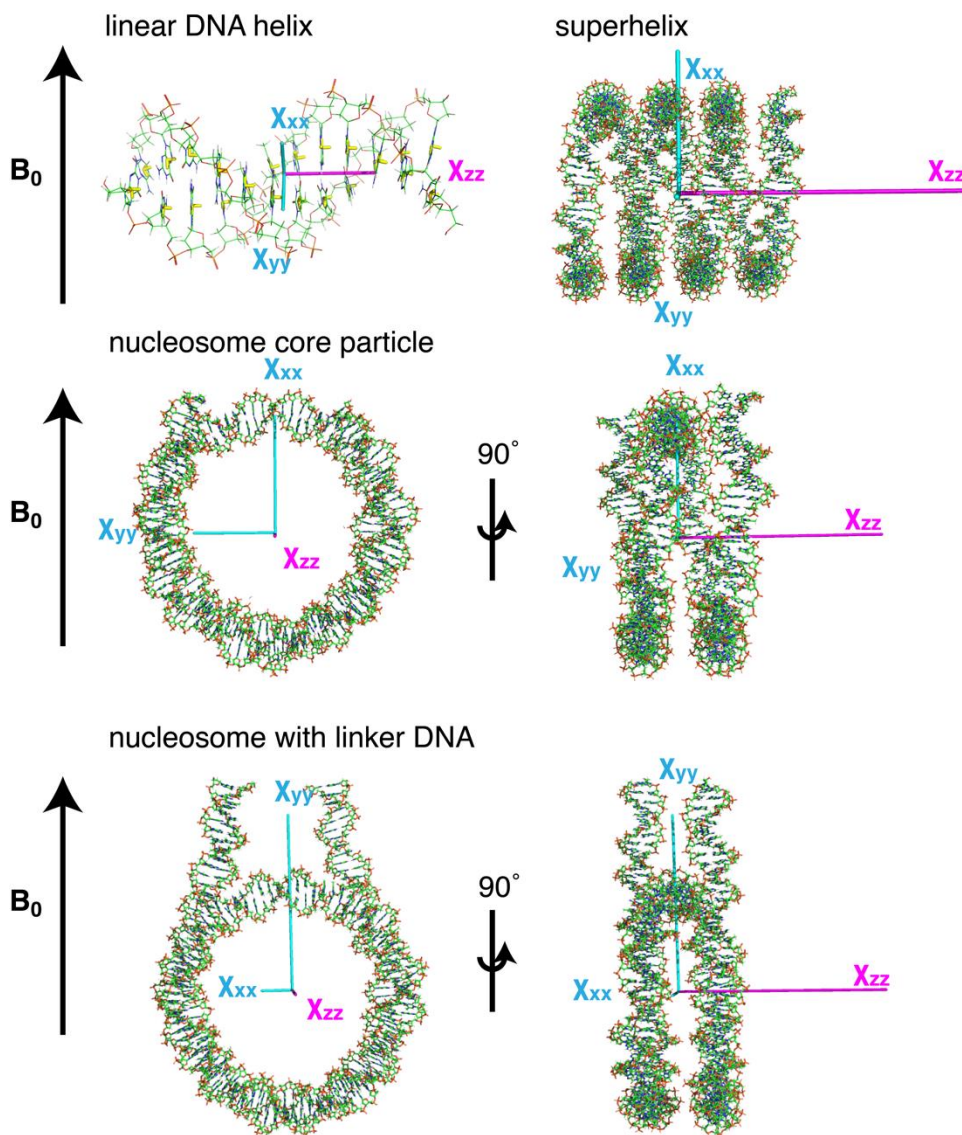 linear DNA helix
superhelix
B0
Xxx
Xzz
Xyy
Xxx
Xzz
Xyy
nucleosome core particle
B0
Xxx
Xyy
Xzz
90°
Xxx
Xzz
Xyy
nucleosome with linker DNA
B0
Xyy
Xxx
Xzz
90°
Xyy
Xxx
Xzz